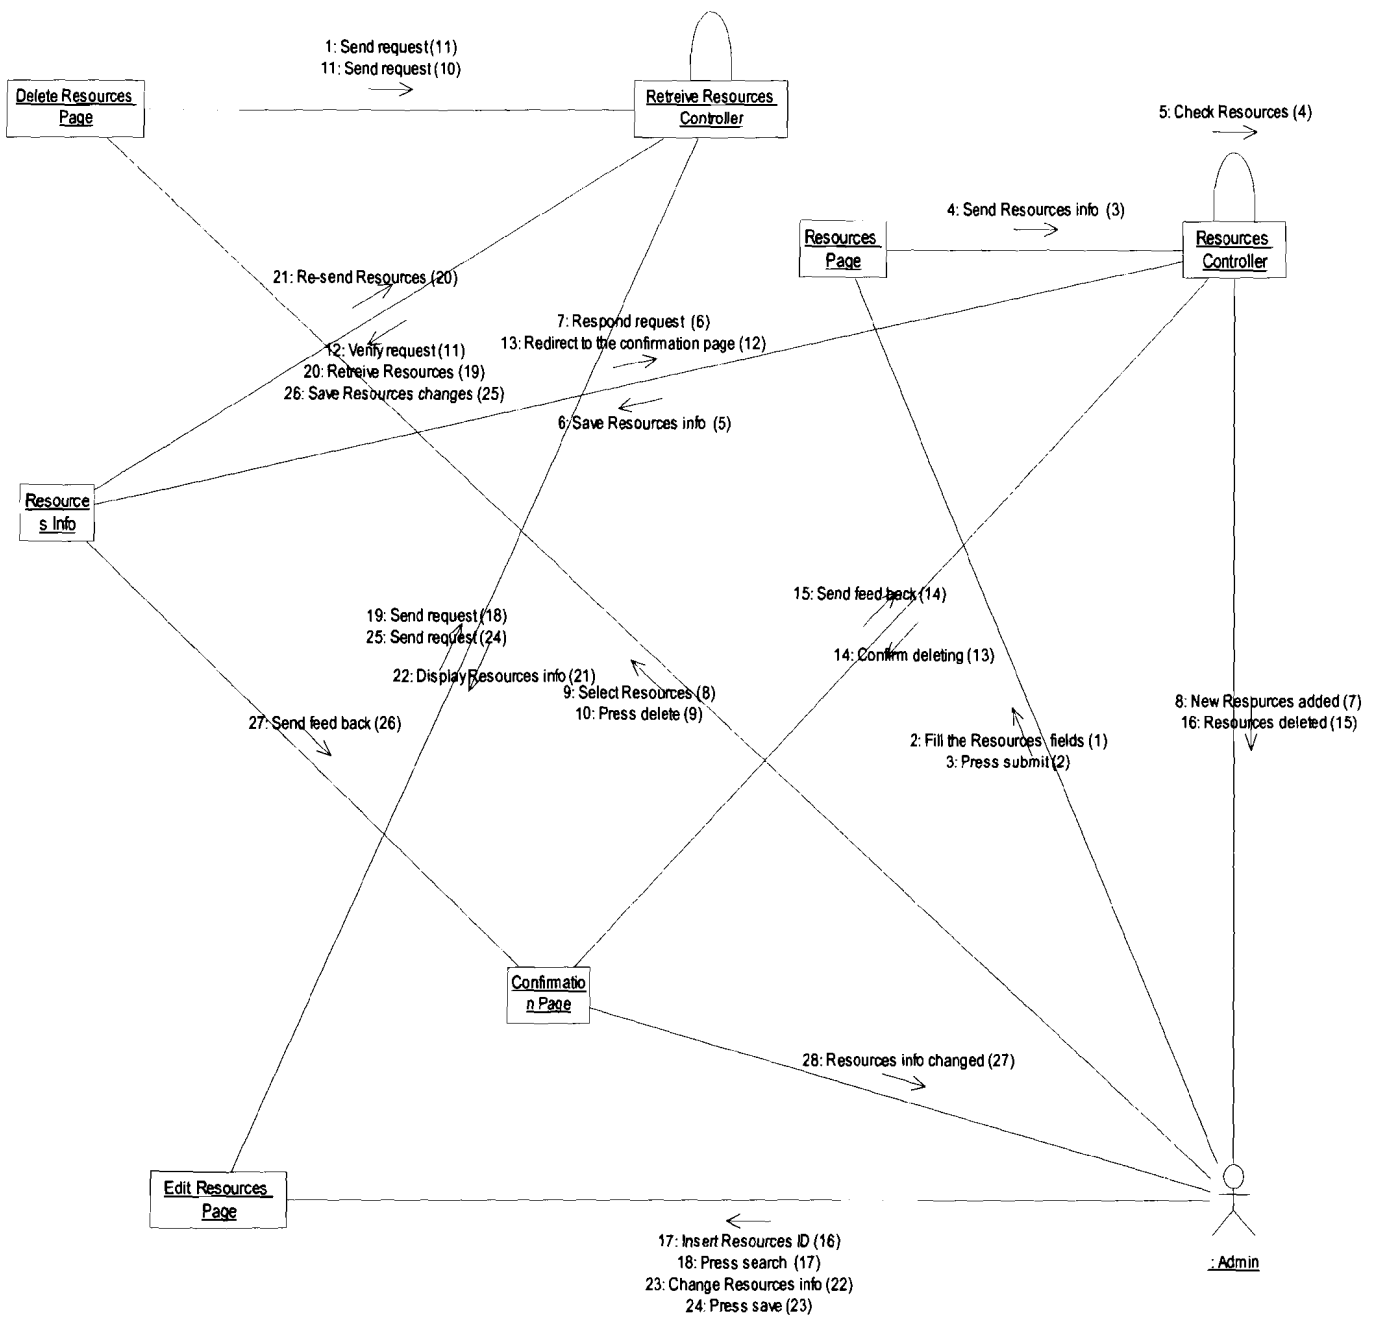 1: Send request(11)
11: Send request (10)
Delete Resources
Page
Retreive Resources
Controller
5: Check Resources (4)
4: Send Resources info (3)
Resources
Page
Resources
Controller
21: Re-send Resources (20)
7: Respond request (6)
13: Redirect to the confirmation page (12)
12: Verify request (11)
20: Retreive Resources (19)
26: Save Resources changes (25)
6: Save Resources info (5)
Resource
s Info
15: Send feed back (14)
19: Send request (18)
25: Send request (24)
14: Confirm deleting (13)
22: Display Resources info (21)
9: Select Resources (8)
10: Press delete (9)
8: New Resources added (7)
16: Resources deleted (15)
27: Send feed back (26)
2: Fill the Resources fields (1)
3: Press submit (2)
Confirmatio
n Page
28: Resources info changed (27)
Edit Resources
Page
17: Insert Resources ID (16)
18: Press search (17)
23: Change Resources info (22)
24: Press save (23)
: Admin